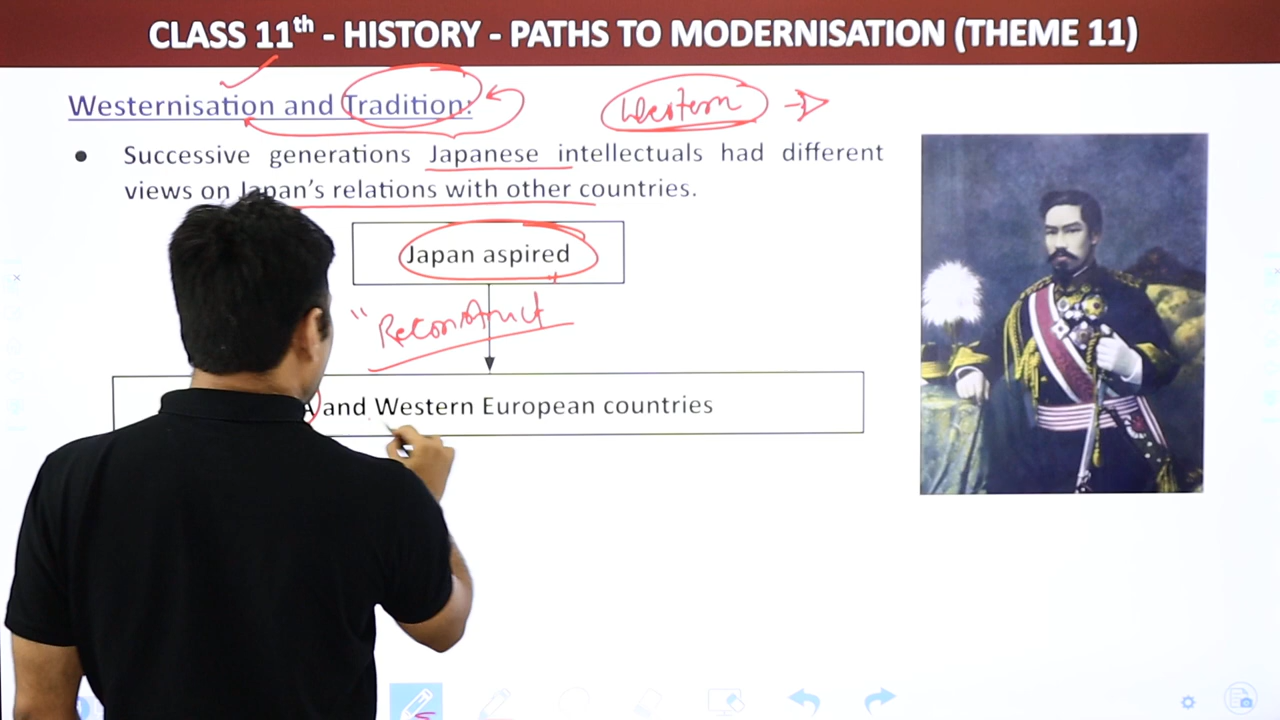 CLASS 11th - HISTORY - PATHS TO MODERNISATION (THEME 11)
Westernisation and Tradition:
Western
• Successive generations Japanese intellectuals had different
views on Japan's relations with other countries.
Japan aspired
"Reconstruct
and Western European countries